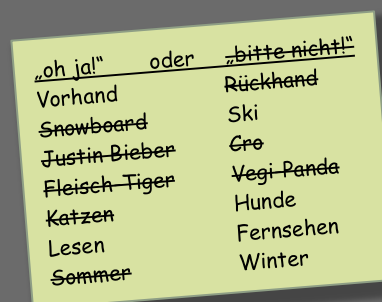 „oh ja!“ oder „bitte nicht!“
Vorhand Rückhand
Snowboard Ski
Justin Bieber Cro
Fleisch-Tiger Vegi-Panda
Katzen Hunde
Lesen Fernsehen
Sommer Winter